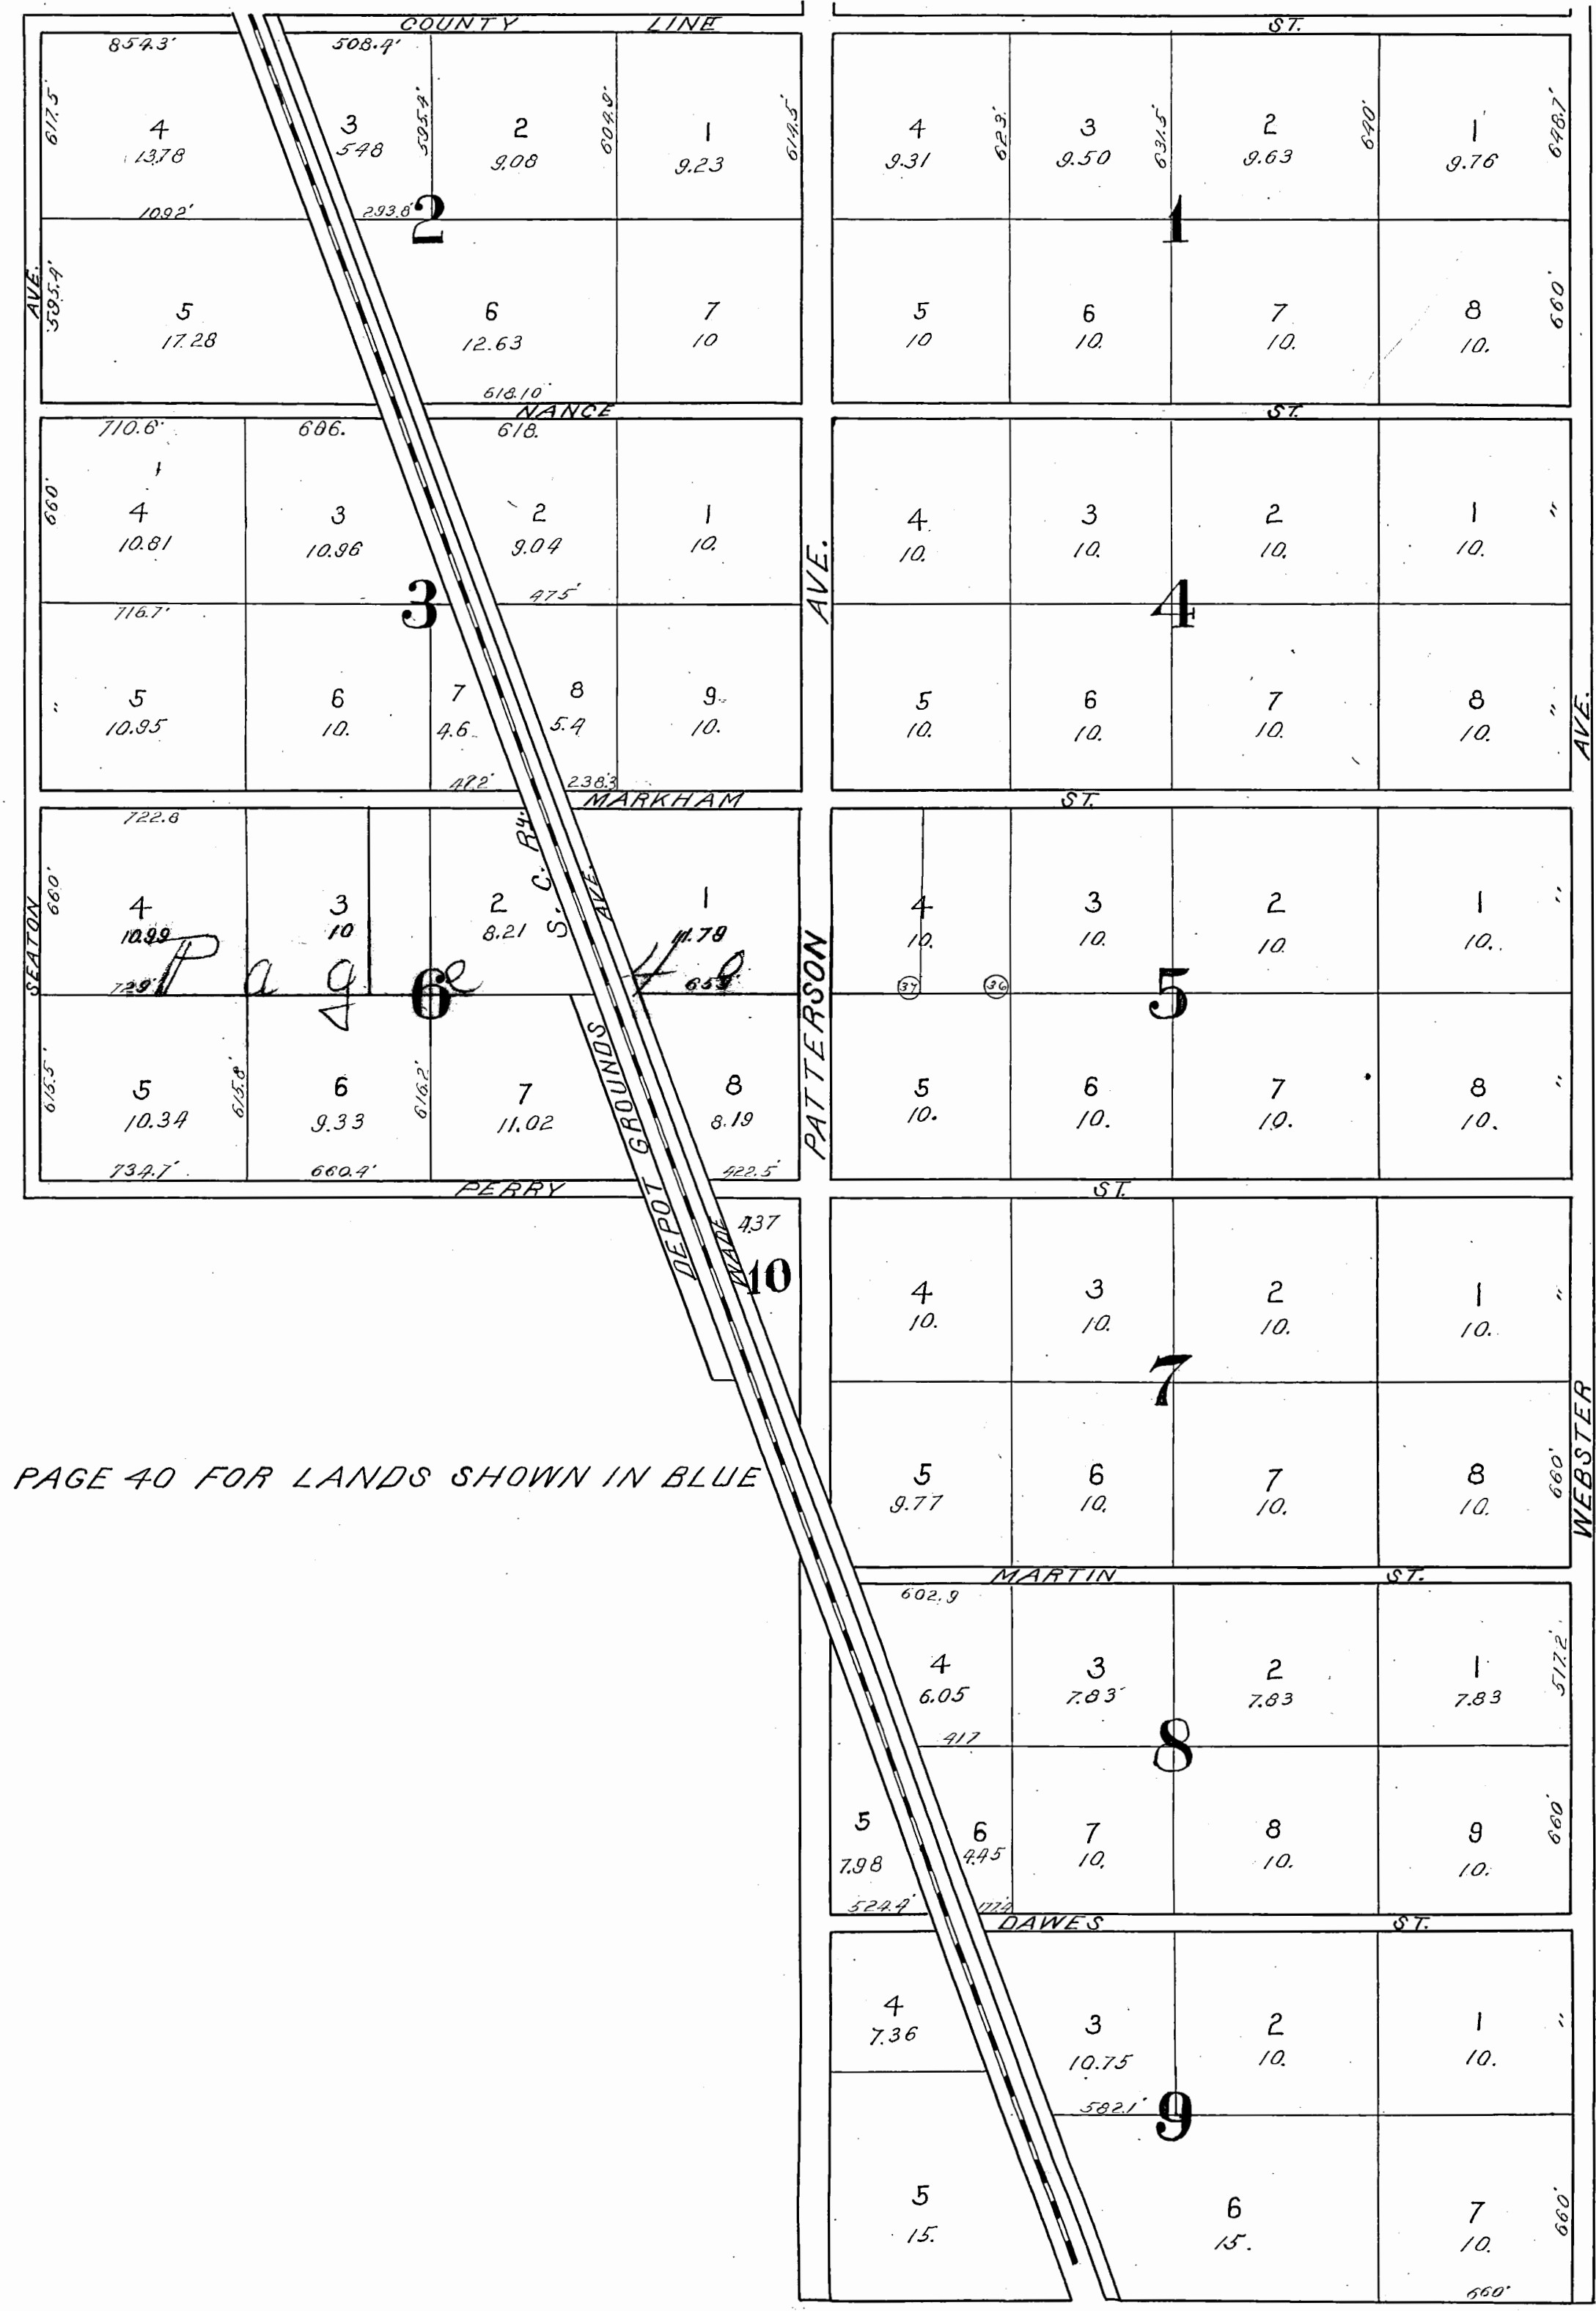 COUNTY LINE ST.
854.3' 508.4'
617.5' 595.4' 604.9' 614.5' 623.' 631.5' 640' 648.7'
4 3 2 1 4 3 2 1
13.78 548 9.08 9.23 9.31 9.50 9.63 9.76
1092' 293.8'
2 1
AVE. 595.4' 660'
5 6 7 5 6 7 8
17.28 12.63 10 10 10. 10. 10.
618.10'
NANCE ST.
710.6' 686. 618.
660' "
4 3 2 1 4 3 2 1
10.81 10.96 9.04 10. 10. 10. 10. 10.
475'
716.7'
3 4
AVE.
5 6 7 8 9 5 6 7 8
" 10.95 10. 4.6 5.4 10. 10. 10. 10. 10. "
AVE.
472' 238.3
MARKHAM ST.
722.8
S. C. RY.
AVE.
660' "
4 3 2 1 4 3 2 1
10.99 10 8.21 11.79 10. 10. 10. 10.
SEATON
Page 4
729'
37 36
6 5
PATTERSON
615.5' 615.8' 616.2' "
5 6 7 8 5 6 7 8
10.34 9.33 11.02 8.19 10. 10. 10. 10.
734.7' 660.4' 422.5'
DEPOT GROUNDS
PERRY ST.
WADE 4.37
10
4 3 2 1 "
10. 10. 10. 10.
7
PAGE 40 FOR LANDS SHOWN IN BLUE
5 6 7 8 660'
9.77 10. 10. 10.
WEBSTER
MARTIN ST.
602.9
4 3 2 1 517.2'
6.05 7.83 7.83 7.83
417
8
5 6 7 8 9 660'
7.98 4.45 10. 10. 10.
524.4' 177.4
DAWES ST.
4 3 2 1 "
7.36 10.75 10. 10.
582.1'
9
5 6 7 660'
15. 15. 10.
660'